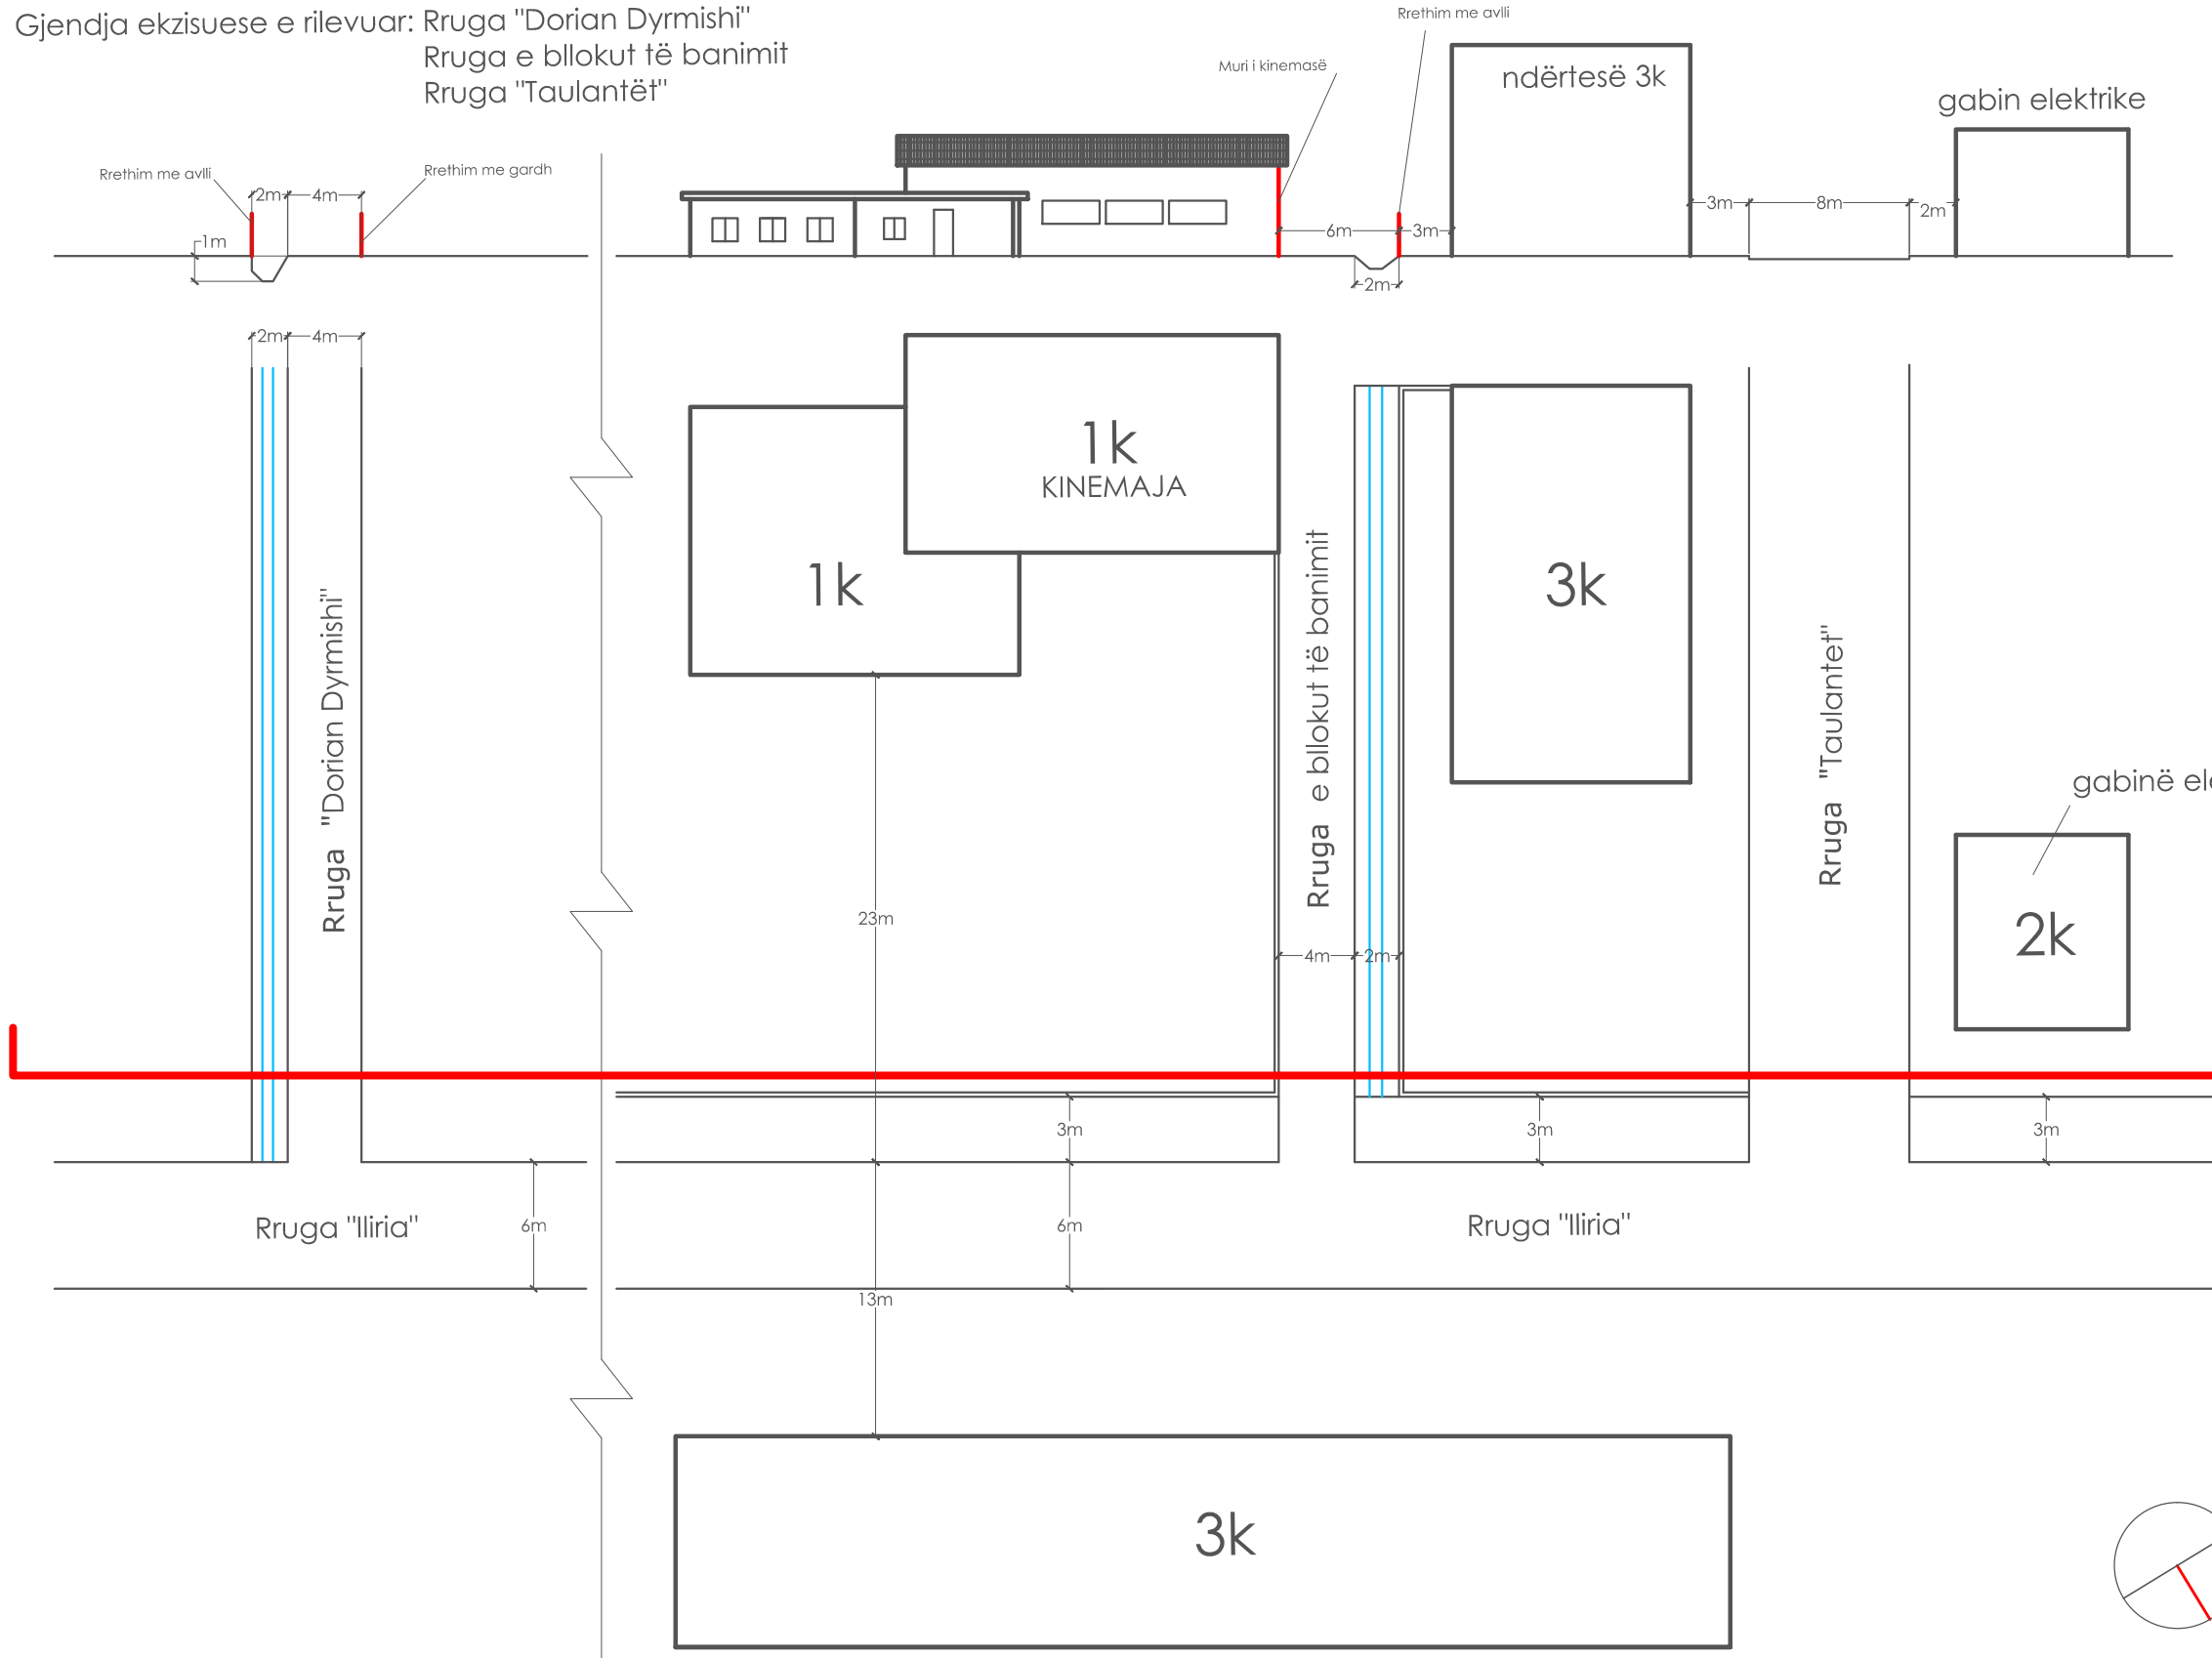 Gjendja ekzisuese e rilevuar: Rruga "Dorian Dyrmishi"
Rruga e bllokut të banimit
Rruga "Taulantët"
Rrethim me avlli
Muri i kinemasë
ndërtesë 3k
gabin elektrike
Rrethim me avlli
Rrethim me gardh
2m
4m
1m
6m
3m
3m
8m
2m
2m
2m
4m
1k
KINEMAJA
1k
3k
Rruga "Dorian Dyrmishi"
Rruga e bllokut të banimit
Rruga "Taulantet"
gabinë el
2k
23m
4m
2m
3m
3m
3m
Rruga "Iliria"
6m
6m
Rruga "Iliria"
13m
3k